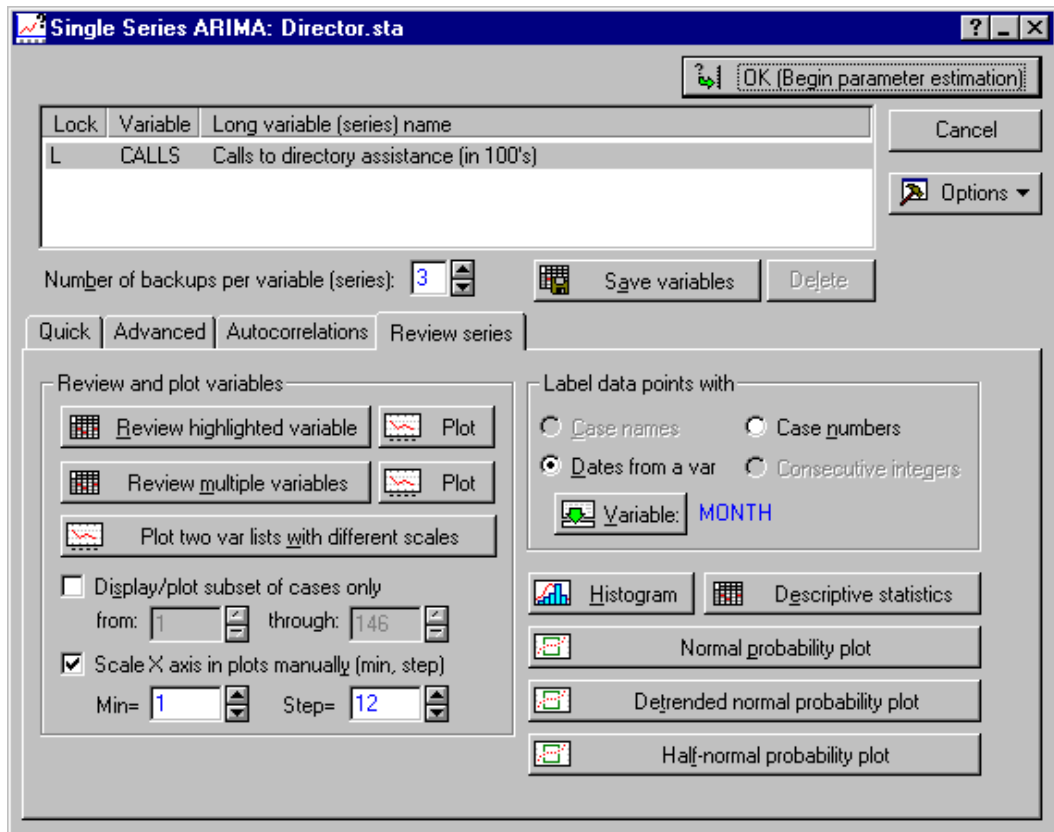 Single Series ARIMA: Director.sta
OK (Begin parameter estimation)
Lock Variable Long variable (series) name
L CALLS Calls to directory assistance (in 100's)
Cancel
Options
Number of backups per variable (series): 3
Save variables
Delete
Quick
Advanced
Autocorrelations
Review series
Review and plot variables
Review highlighted variable
Plot
Review multiple variables
Plot
Plot two var lists with different scales
Display/plot subset of cases only
from: 1 through: 146
Scale X axis in plots manually (min, step)
Min= 1 Step= 12
Label data points with
Case names
Case numbers
Dates from a var
Consecutive integers
Variable: MONTH
Histogram
Descriptive statistics
Normal probability plot
Detrended normal probability plot
Half-normal probability plot